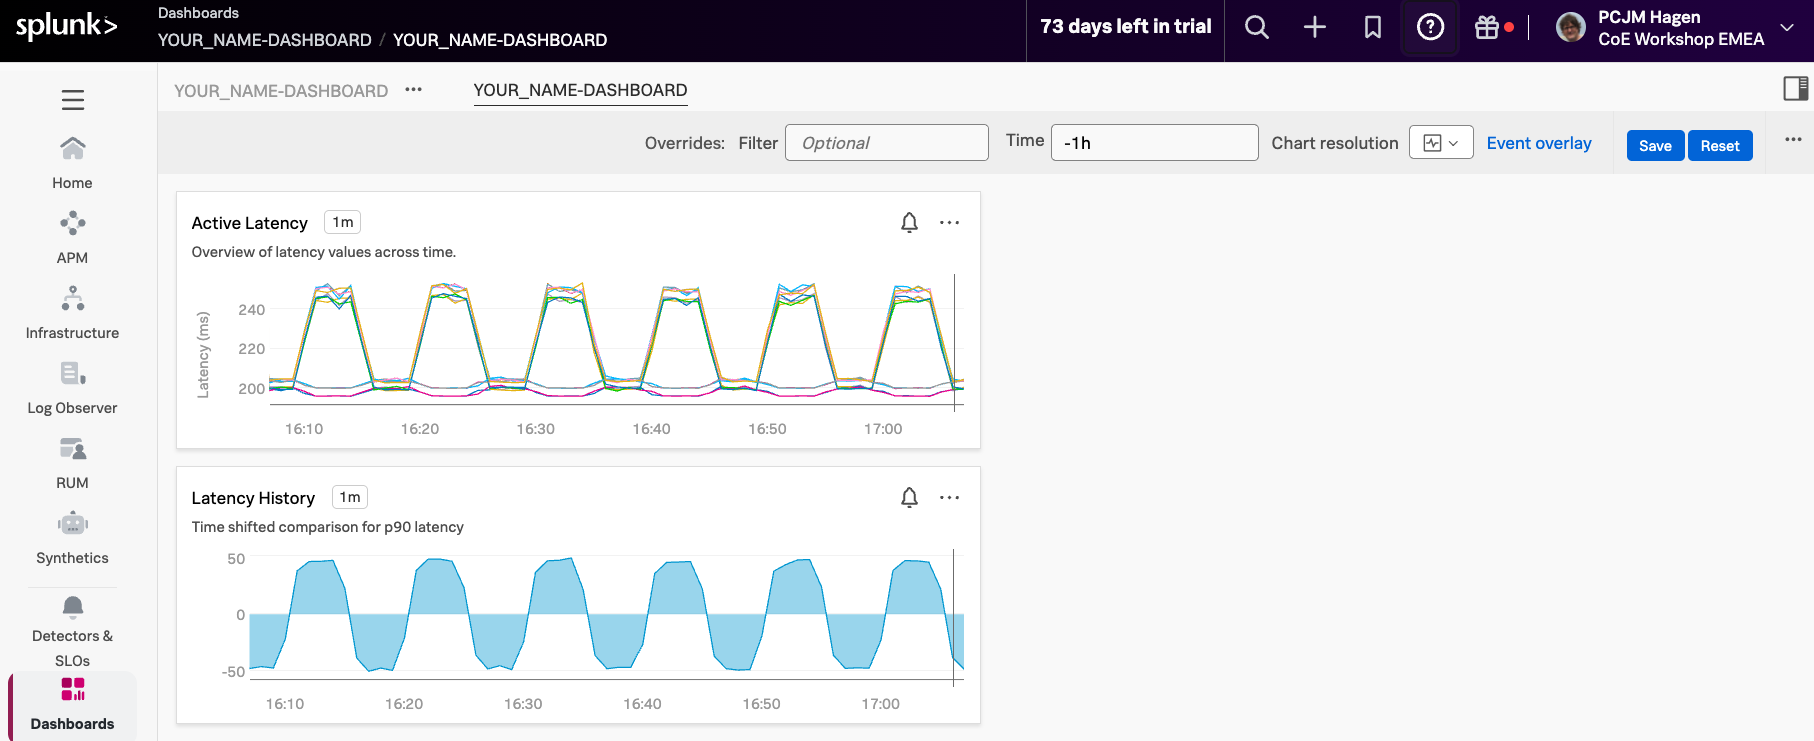 splunk>
Dashboards
YOUR_NAME-DASHBOARD / YOUR_NAME-DASHBOARD
73 days left in trial
PCJM Hagen
CoE Workshop EMEA
YOUR_NAME-DASHBOARD ··· YOUR_NAME-DASHBOARD
Overrides: Filter Optional Time -1h Chart resolution Event overlay Save Reset ···
Home
APM
Infrastructure
Log Observer
RUM
Synthetics
Detectors &
SLOs
Dashboards
Active Latency 1m
Overview of latency values across time.
Latency (ms)
240
220
200
16:10 16:20 16:30 16:40 16:50 17:00
Latency History 1m
Time shifted comparison for p90 latency
50
0
-50
16:10 16:20 16:30 16:40 16:50 17:00